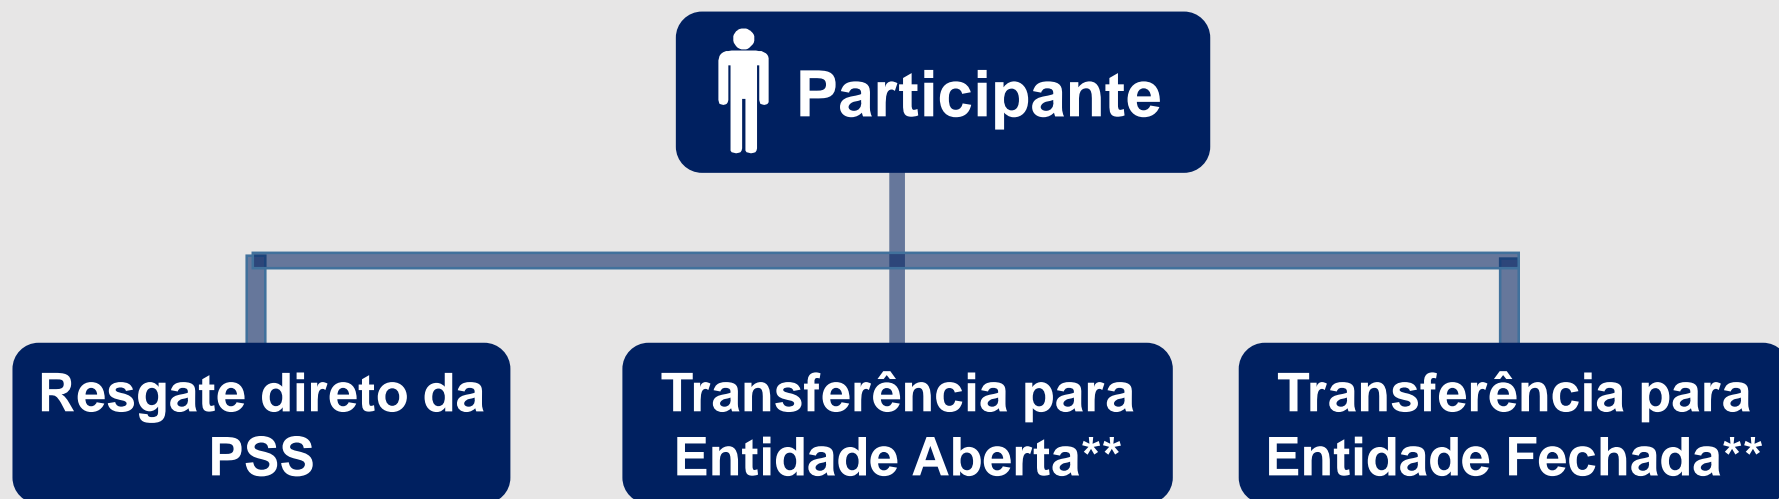 Participante
Resgate direto da
PSS
Transferência para
Entidade Aberta**
Transferência para
Entidade Fechada**